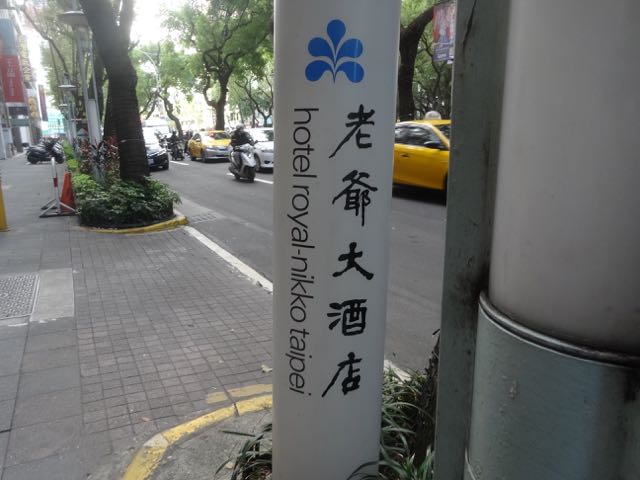 老爺大酒店
hotel royal-nikko taipei